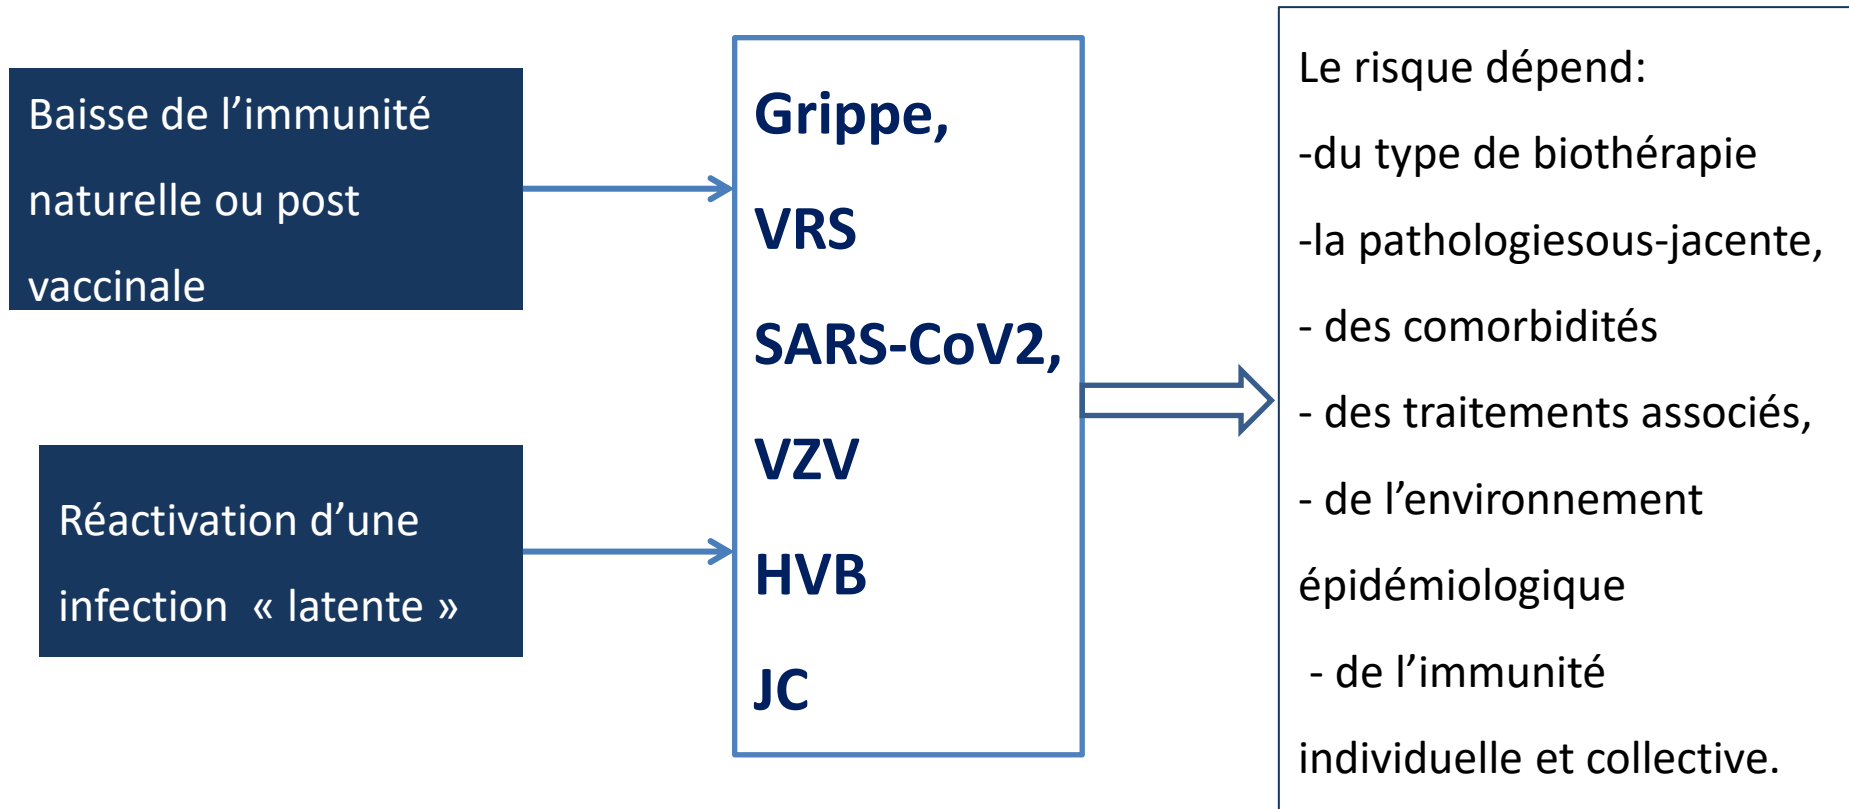 Baisse de l’immunité
naturelle ou post
vaccinale
Réactivation d’une
infection « latente »
Grippe,
VRS
SARS-CoV2,
VZV
HVB
JC
Le risque dépend:
-du type de biothérapie
-la pathologiesous-jacente,
- des comorbidités
- des traitements associés,
- de l’environnement
épidémiologique
- de l’immunité
individuelle et collective.